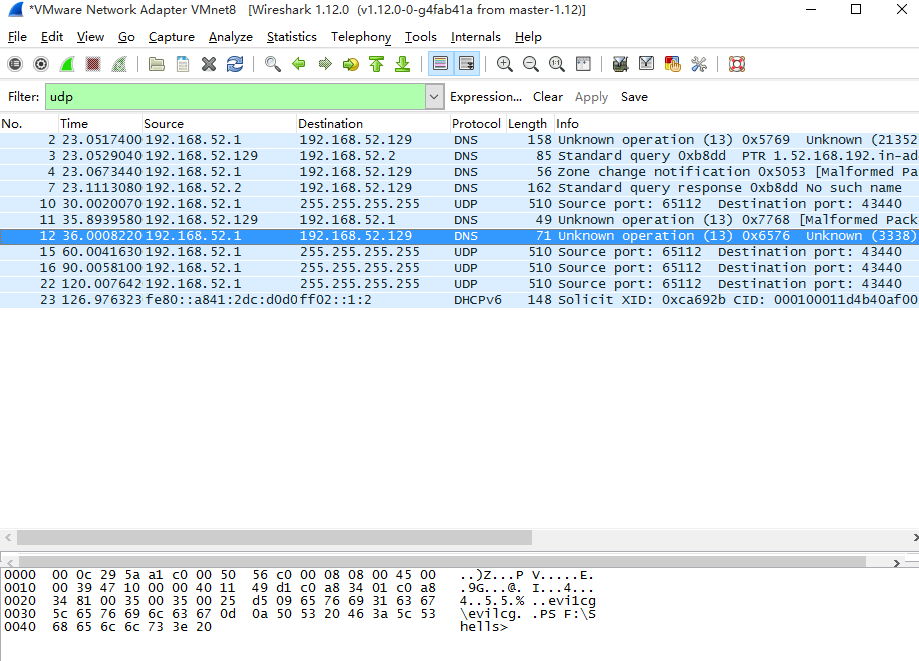 *VMware Network Adapter VMnet8 [Wireshark 1.12.0 (v1.12.0-0-g4fab41a from master-1.12)]
File Edit View Go Capture Analyze Statistics Telephony Tools Internals Help
Filter: udp Expression... Clear Apply Save
No. Time Source Destination Protocol Length Info
2 23.0517400 192.168.52.1 192.168.52.129 DNS 158 Unknown operation (13) 0x5769 Unknown (21352
3 23.0529040 192.168.52.129 192.168.52.2 DNS 85 Standard query 0xb8dd PTR 1.52.168.192.in-ad
4 23.0673440 192.168.52.1 192.168.52.129 DNS 56 Zone change notification 0x5053 [Malformed Pa
7 23.1113080 192.168.52.2 192.168.52.129 DNS 162 Standard query response 0xb8dd No such name
10 30.0020070 192.168.52.1 255.255.255.255 UDP 510 Source port: 65112 Destination port: 43440
11 35.8939580 192.168.52.129 192.168.52.1 DNS 49 Unknown operation (13) 0x7768 [Malformed Pack
12 36.0008220 192.168.52.1 192.168.52.129 DNS 71 Unknown operation (13) 0x6576 Unknown (3338)
15 60.0041630 192.168.52.1 255.255.255.255 UDP 510 Source port: 65112 Destination port: 43440
16 90.0058100 192.168.52.1 255.255.255.255 UDP 510 Source port: 65112 Destination port: 43440
22 120.007642 192.168.52.1 255.255.255.255 UDP 510 Source port: 65112 Destination port: 43440
23 126.976323 fe80::a841:2dc:d0d0 ff02::1:2 DHCPv6 148 Solicit XID: 0xca692b CID: 000100011d4b40af00
0000 00 0c 29 5a a1 c0 00 50 56 c0 00 08 08 00 45 00 ..)Z...P V.....E.
0010 00 39 47 10 00 00 40 11 49 d1 c0 a8 34 01 c0 a8 .9G...@. I...4...
0020 34 81 00 35 00 35 00 25 d5 09 65 76 69 31 63 67 4..5.5.% ..evi1cg
0030 5c 65 76 69 6c 63 67 0d 0a 50 53 20 46 3a 5c 53 \evilcg. .PS F:\S
0040 68 65 6c 6c 73 3e 20 hells>